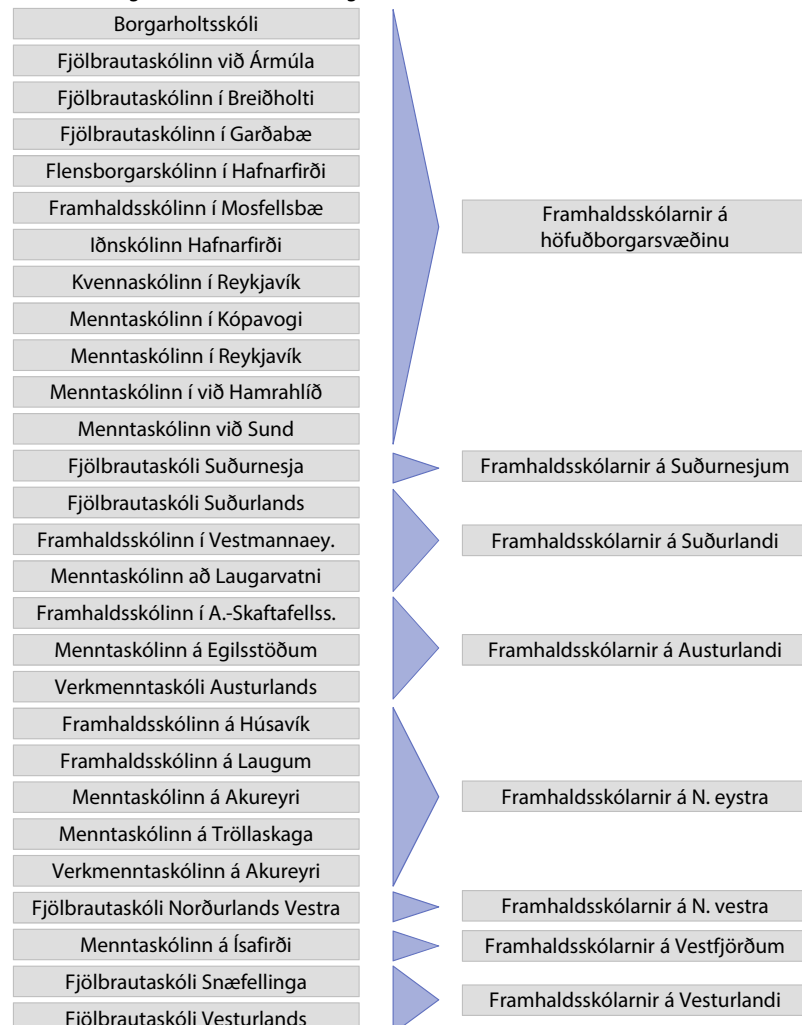 Borgarholtsskóli
Fjölbrautaskólinn við Ármúla
Fjölbrautaskólinn í Breiðholti
Fjölbrautaskólinn í Garðabæ
Flensborgarskólinn í Hafnarfirði
Framhaldsskólinn í Mosfellsbæ
Iðnskólinn Hafnarfirði
Kvennaskólinn í Reykjavík
Menntaskólinn í Kópavogi
Menntaskólinn í Reykjavík
Menntaskólinn í við Hamrahlíð
Menntaskólinn við Sund
Framhaldsskólarnir á
höfuðborgarsvæðinu
Fjölbrautaskóli Suðurnesja
Framhaldsskólarnir á Suðurnesjum
Fjölbrautaskóli Suðurlands
Framhaldsskólinn í Vestmannaey.
Menntaskólinn að Laugarvatni
Framhaldsskólarnir á Suðurlandi
Framhaldsskólinn í A.-Skaftafellss.
Menntaskólinn á Egilsstöðum
Verkmenntaskóli Austurlands
Framhaldsskólarnir á Austurlandi
Framhaldsskólinn á Húsavík
Framhaldsskólinn á Laugum
Menntaskólinn á Akureyri
Menntaskólinn á Tröllaskaga
Verkmenntaskólinn á Akureyri
Framhaldsskólarnir á N. eystra
Fjölbrautaskóli Norðurlands Vestra
Framhaldsskólarnir á N. vestra
Menntaskólinn á Ísafirði
Framhaldsskólarnir á Vestfjörðum
Fjölbrautaskóli Snæfellinga
Fjölbrautaskóli Vesturlands
Framhaldsskólarnir á Vesturlandi